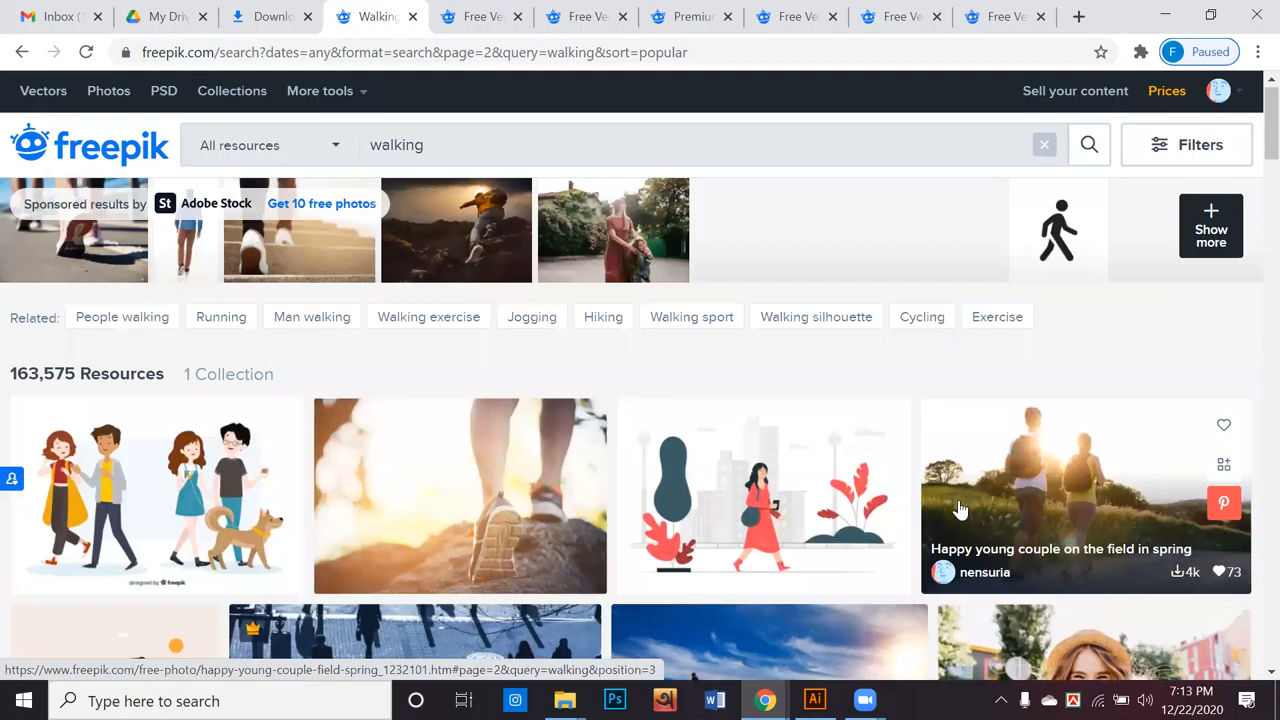 Inbox (1
My Driv
Downlo
Walking
Free Ve
Free Ve
Premiu
Free Ve
Free Ve
Free Ve
freepik.com/search?dates=any&format=search&page=2&query=walking&sort=popular
F Paused
Vectors Photos PSD Collections More tools
Sell your content Prices
freepik
All resources walking
Filters
Sponsored results by St Adobe Stock Get 10 free photos
+ Show more
Related: People walking Running Man walking Walking exercise Jogging Hiking Walking sport Walking silhouette Cycling Exercise
163,575 Resources 1 Collection
designed by freepik
Happy young couple on the field in spring
nensuria 4k 73
https://www.freepik.com/free-photo/happy-young-couple-field-spring_1232101.htm#page=2&query=walking&position=3
Type here to search
Ps
W
Ai
7:13 PM
12/22/2020